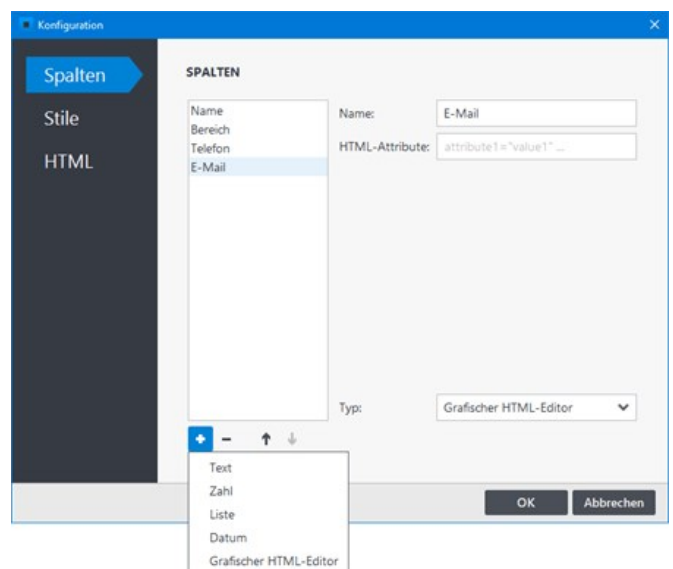 Konfiguration
Spalten
Stile
HTML
SPALTEN
Name
Bereich
Telefon
E-Mail
Name: E-Mail
HTML-Attribute: attribute1="value1" ...
Typ: Grafischer HTML-Editor
Text
Zahl
Liste
Datum
Grafischer HTML-Editor
OK Abbrechen